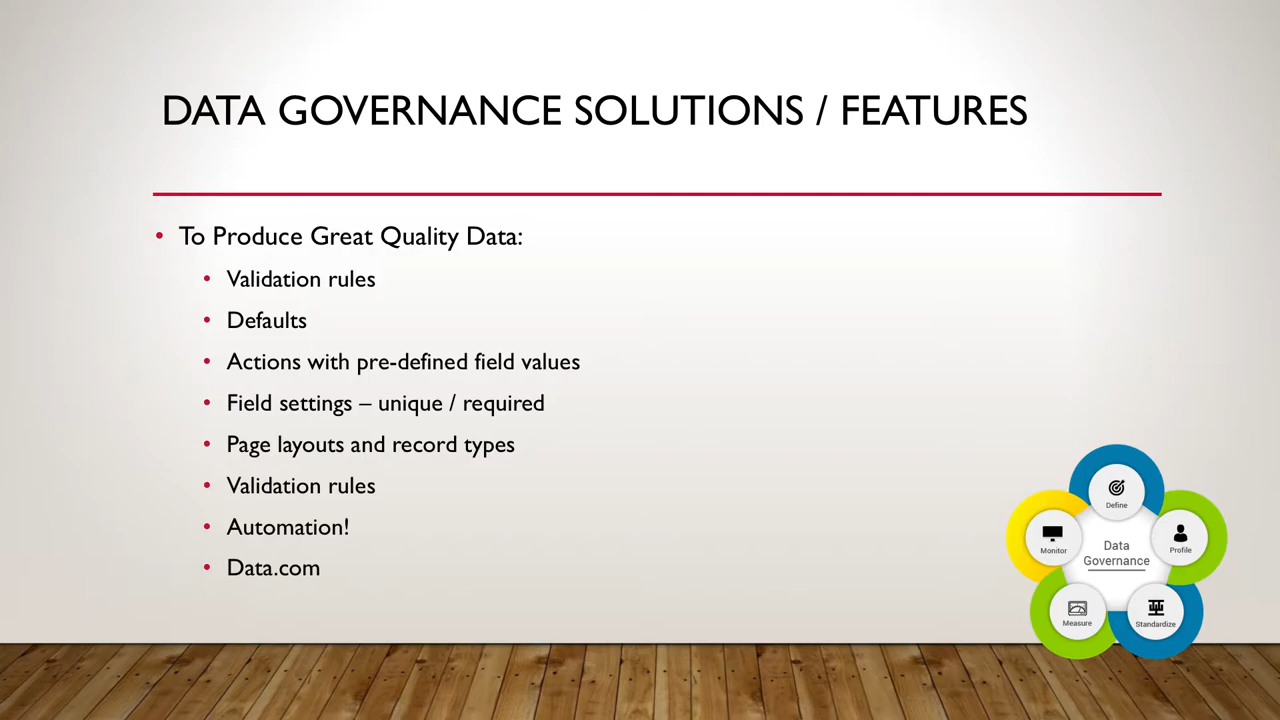 DATA GOVERNANCE SOLUTIONS / FEATURES
• To Produce Great Quality Data:
• Validation rules
• Defaults
• Actions with pre-defined field values
• Field settings – unique / required
• Page layouts and record types
• Validation rules
• Automation!
• Data.com
Define
Monitor
Data
Governance
Profile
Measure
Standardize